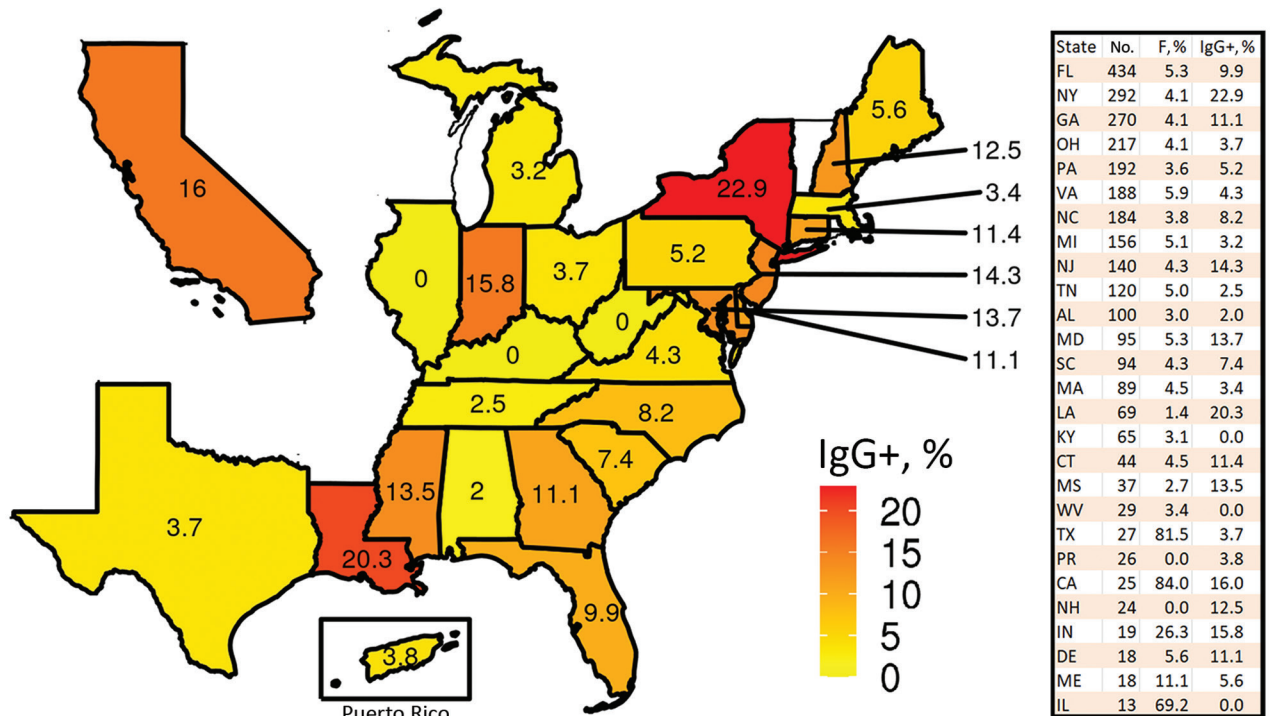 16
3.2
5.6
22.9
12.5
3.4
11.4
14.3
13.7
11.1
0
15.8
3.7
5.2
0
0
4.3
2.5
8.2
7.4
13.5
2
11.1
3.7
20.3
9.9
3.8
Puerto Rico
IgG+, %
20
15
10
5
0
State No. F,% IgG+,%
FL 434 5.3 9.9
NY 292 4.1 22.9
GA 270 4.1 11.1
OH 217 4.1 3.7
PA 192 3.6 5.2
VA 188 5.9 4.3
NC 184 3.8 8.2
MI 156 5.1 3.2
NJ 140 4.3 14.3
TN 120 5.0 2.5
AL 100 3.0 2.0
MD 95 5.3 13.7
SC 94 4.3 7.4
MA 89 4.5 3.4
LA 69 1.4 20.3
KY 65 3.1 0.0
CT 44 4.5 11.4
MS 37 2.7 13.5
WV 29 3.4 0.0
TX 27 81.5 3.7
PR 26 0.0 3.8
CA 25 84.0 16.0
NH 24 0.0 12.5
IN 19 26.3 15.8
DE 18 5.6 11.1
ME 18 11.1 5.6
IL 13 69.2 0.0